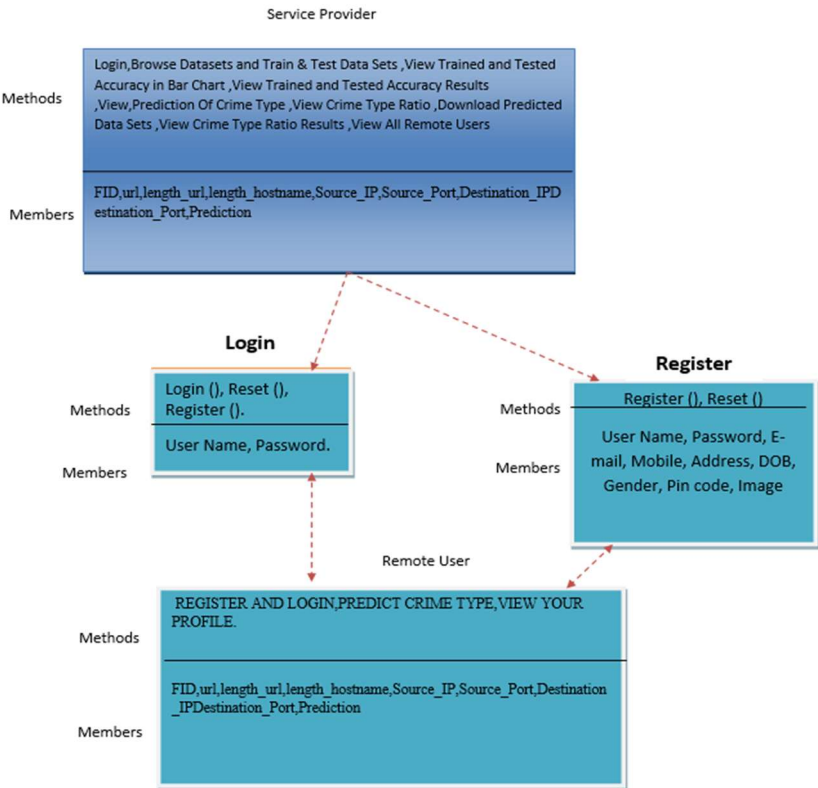 Service Provider
Methods
Login,Browse Datasets and Train & Test Data Sets ,View Trained and Tested
Accuracy in Bar Chart ,View Trained and Tested Accuracy Results
,View,Prediction Of Crime Type ,View Crime Type Ratio ,Download Predicted
Data Sets ,View Crime Type Ratio Results ,View All Remote Users
Members
FID,url,length_url,length_hostname,Source_IP,Source_Port,Destination_IPD
estination_Port,Prediction
Login
Methods
Login (), Reset (),
Register ().
Members
User Name, Password.
Register
Methods
Register (), Reset ()
Members
User Name, Password, E-
mail, Mobile, Address, DOB,
Gender, Pin code, Image
Remote User
Methods
REGISTER AND LOGIN,PREDICT CRIME TYPE,VIEW YOUR
PROFILE.
Members
FID,url,length_url,length_hostname,Source_IP,Source_Port,Destination
_IPDestination_Port,Prediction